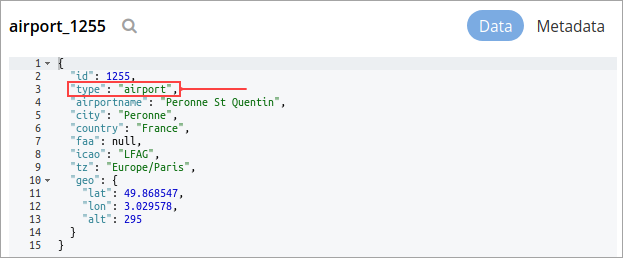 airport_1255 Data Metadata
1 {
2 "id": 1255,
3 "type": "airport",
4 "airportname": "Peronne St Quentin",
5 "city": "Peronne",
6 "country": "France",
7 "faa": null,
8 "icao": "LFAG",
9 "tz": "Europe/Paris",
10 "geo": {
11 "lat": 49.868547,
12 "lon": 3.029578,
13 "alt": 295
14 }
15 }